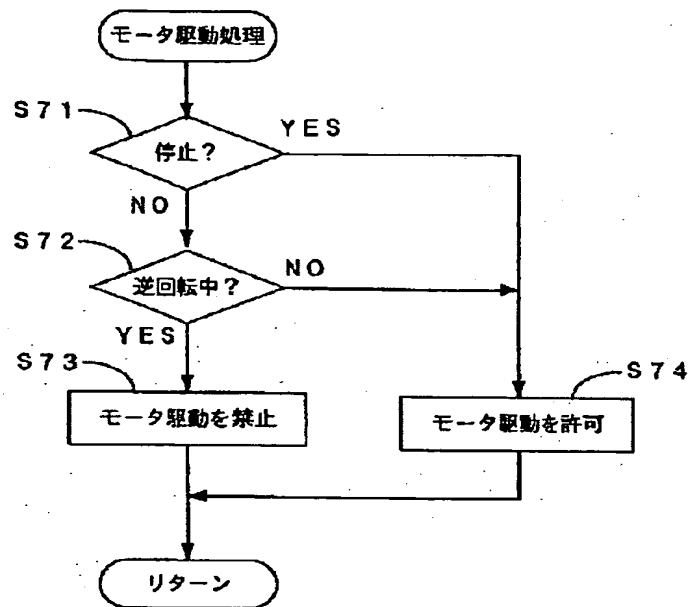 モータ駆動処理
S71
YES
停止?
NO
S72
NO
逆回転中?
YES
S73
S74
モータ駆動を禁止
モータ駆動を許可
リターン